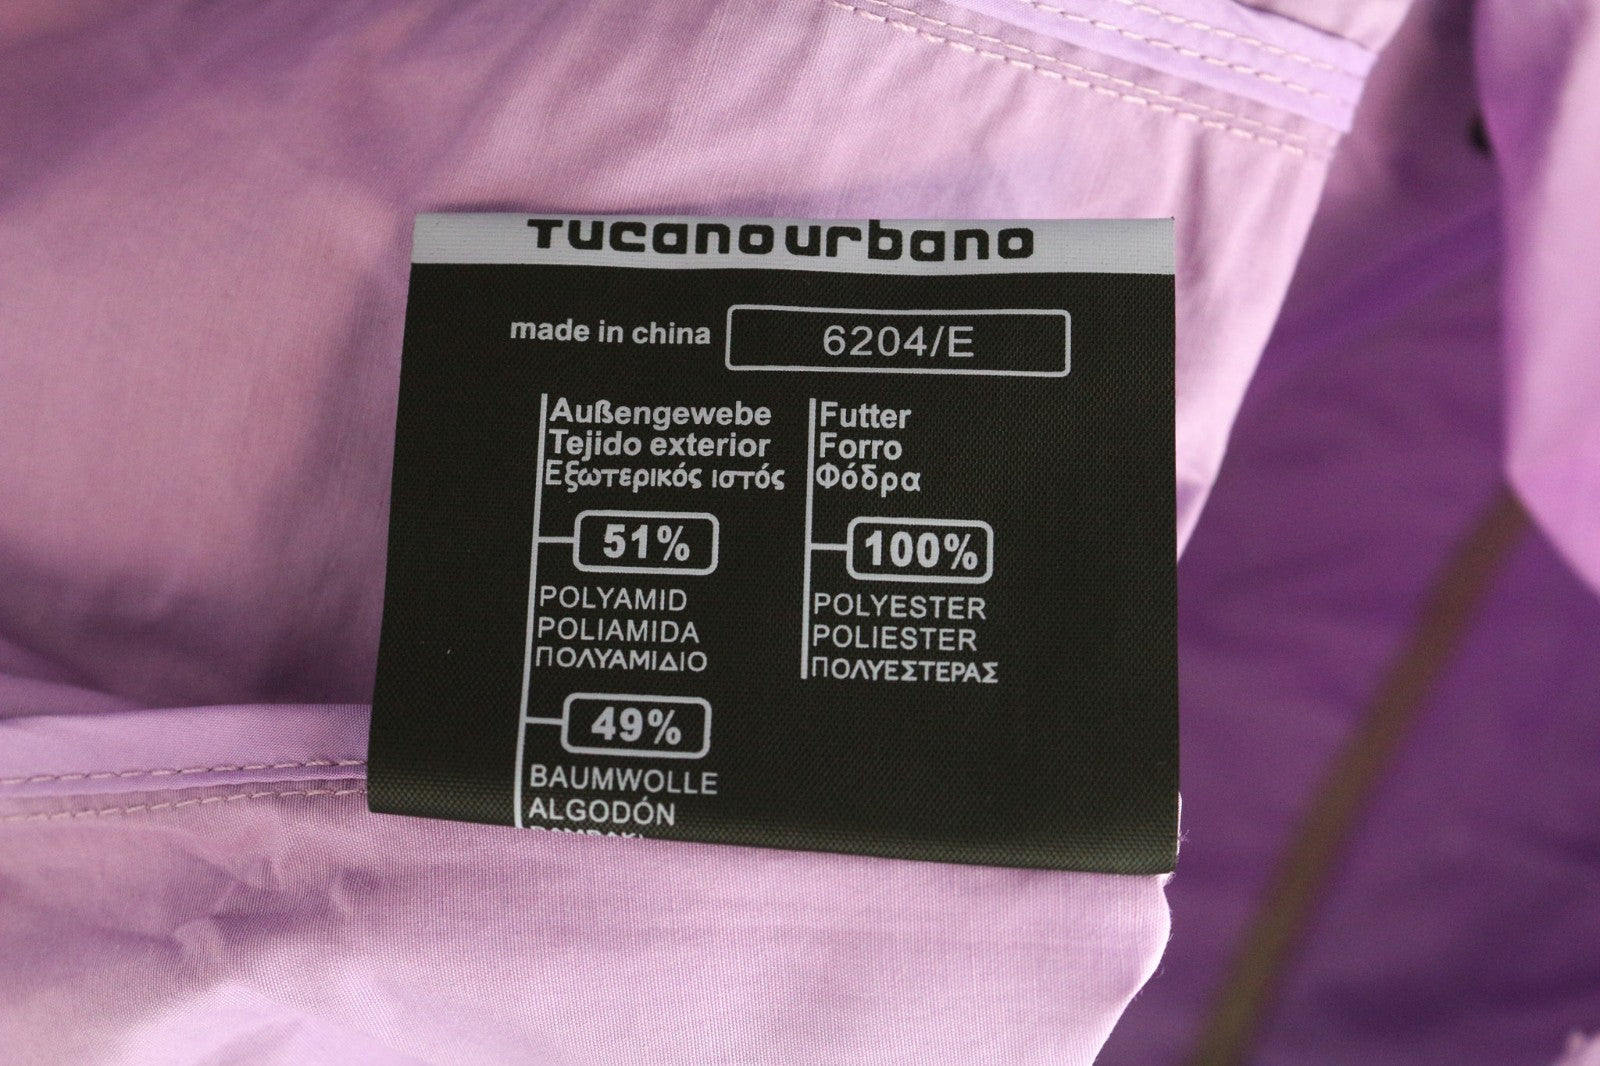 Tucanourbano
made in china 6204/E
Außengewebe
Tejido exterior
Εξωτερικός ιστός
51%
POLYAMID
POLIAMIDA
ΠΟΛΥΑΜΙΔΙΟ
49%
BAUMWOLLE
ALGODÓN
Futter
Forro
Φόδρα
100%
POLYESTER
POLIESTER
ΠΟΛΥΕΣΤΕΡΑΣ